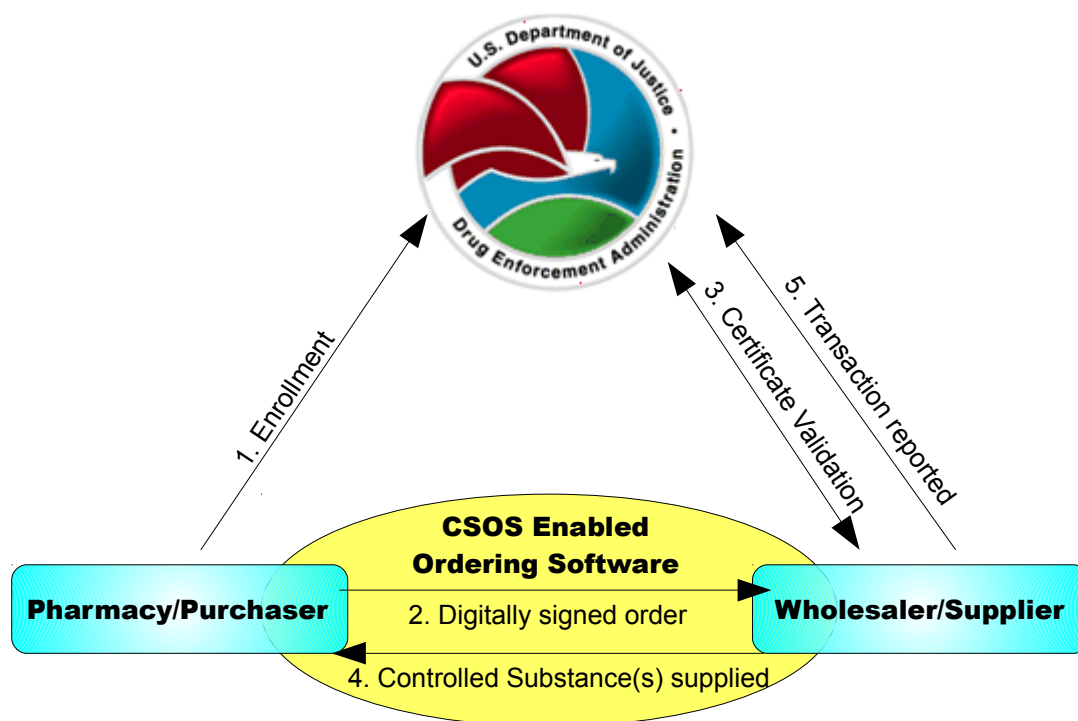 U.S. Department of Justice •
Drug Enforcement Administration
1. Enrollment
3. Certificate Validation
5. Transaction reported
CSOS Enabled
Ordering Software
Pharmacy/Purchaser
2. Digitally signed order
Wholesaler/Supplier
4. Controlled Substance(s) supplied